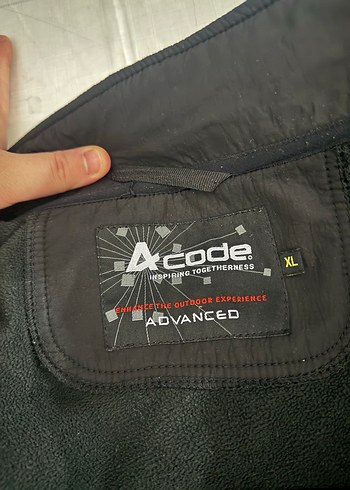 Acode
INSPIRING TOGETHERNESS
ENHANCE THE OUTDOOR EXPERIENCE
ADVANCED
XL